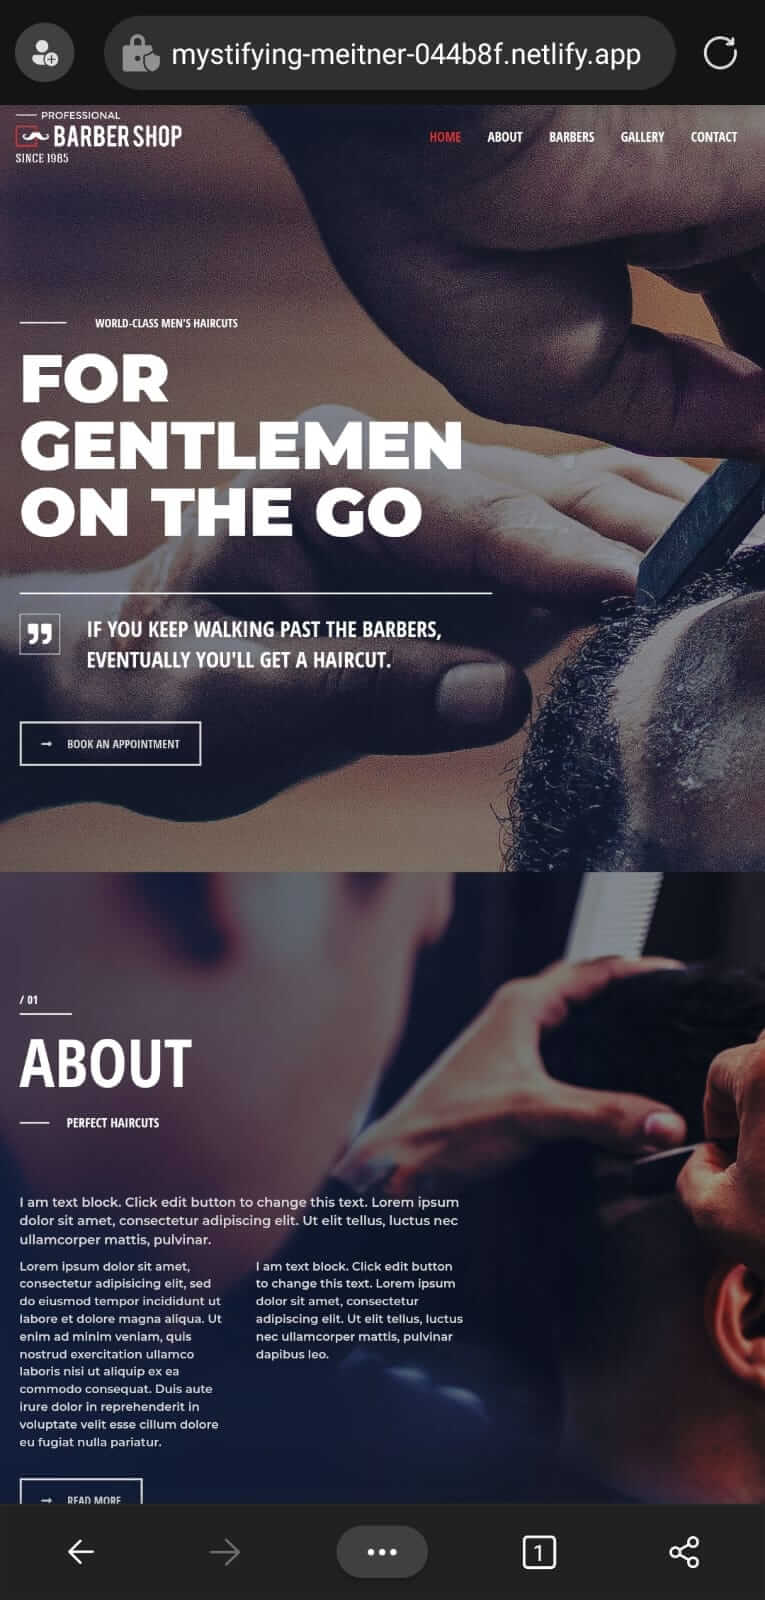 mystifying-meitner-044b8f.netlify.app
PROFESSIONAL
BARBER SHOP
SINCE 1985
HOME ABOUT BARBERS GALLERY CONTACT
WORLD-CLASS MEN'S HAIRCUTS
FOR
GENTLEMEN
ON THE GO
IF YOU KEEP WALKING PAST THE BARBERS,
EVENTUALLY YOU'LL GET A HAIRCUT.
BOOK AN APPOINTMENT
/ 01
ABOUT
PERFECT HAIRCUTS
I am text block. Click edit button to change this text. Lorem ipsum
dolor sit amet, consectetur adipiscing elit. Ut elit tellus, luctus nec
ullamcorper mattis, pulvinar.
Lorem ipsum dolor sit amet,
consectetur adipisicing elit, sed
do eiusmod tempor incididunt ut
labore et dolore magna aliqua. Ut
enim ad minim veniam, quis
nostrud exercitation ullamco
laboris nisi ut aliquip ex ea
commodo consequat. Duis aute
irure dolor in reprehenderit in
voluptate velit esse cillum dolore
eu fugiat nulla pariatur.
I am text block. Click edit button
to change this text. Lorem ipsum
dolor sit amet, consectetur
adipiscing elit. Ut elit tellus, luctus
nec ullamcorper mattis, pulvinar
dapibus leo.
READ MORE
1